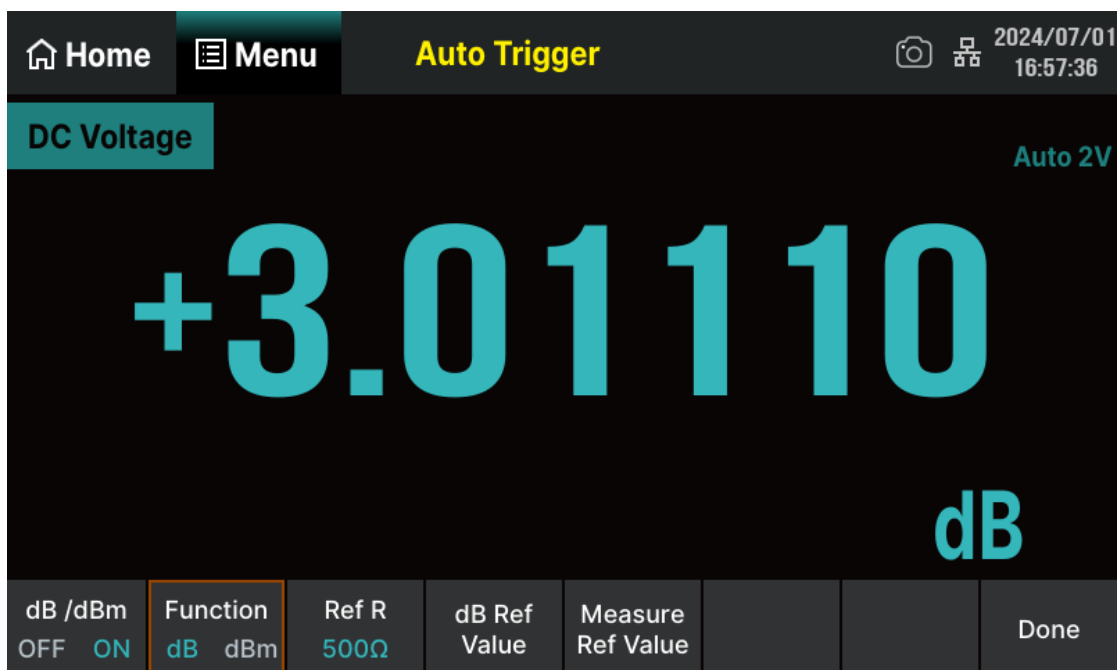 Home Menu Auto Trigger 2024/07/01
16:57:36
DC Voltage
Auto 2V
+3.01110
dB
dB /dBm Function Ref R dB Ref Measure Done
OFF ON dB dBm 500Ω Value Ref Value